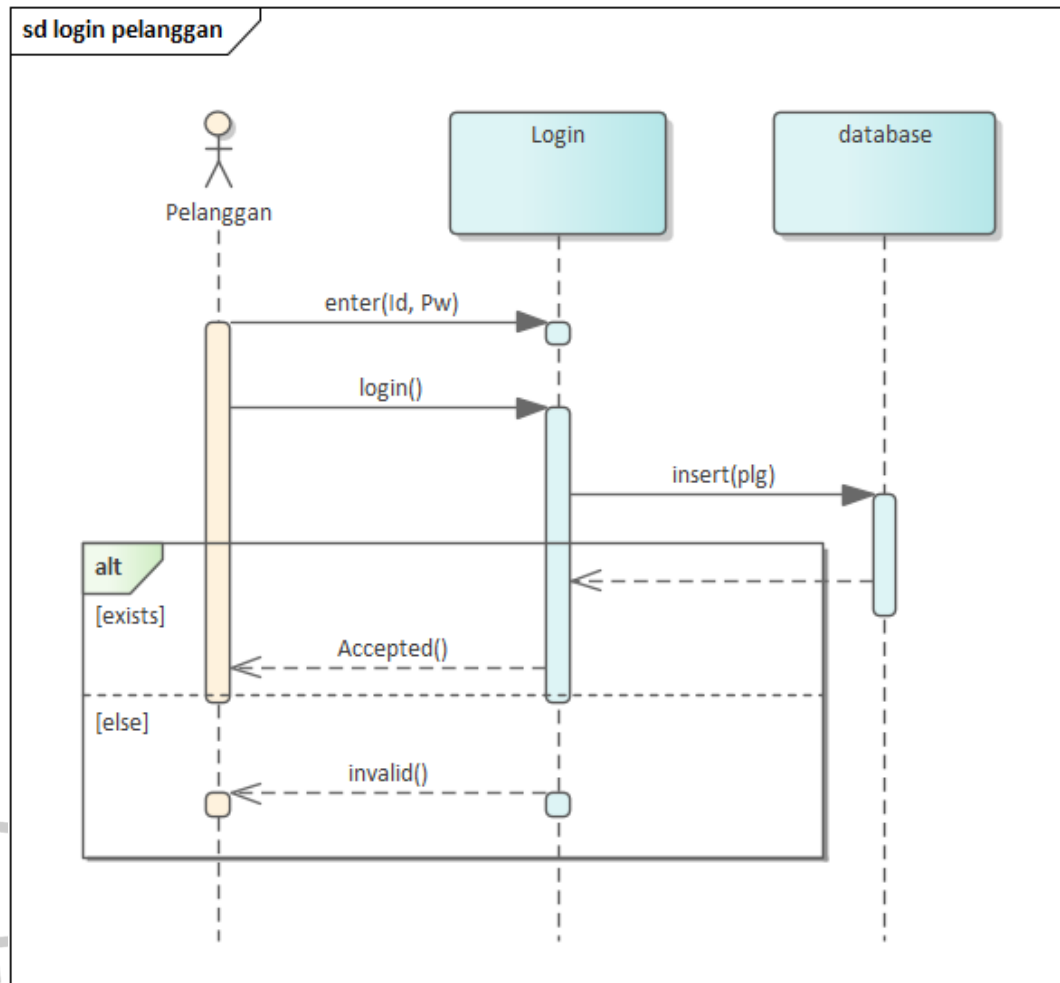 sd login pelanggan
Pelanggan
Login
database
enter(Id, Pw)
login()
insert(plg)
alt
[exists]
Accepted()
[else]
invalid()